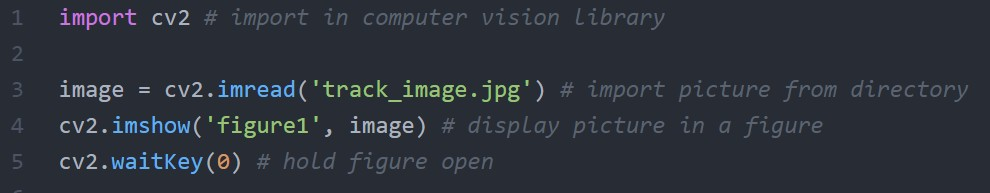 1 import cv2 # import in computer vision library
2
3 image = cv2.imread('track_image.jpg') # import picture from directory
4 cv2.imshow('figure1', image) # display picture in a figure
5 cv2.waitKey(0) # hold figure open